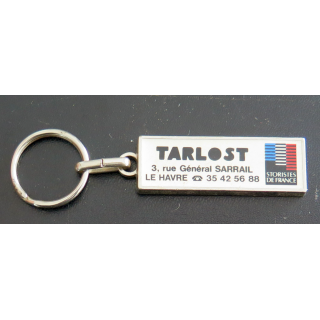 TARLOST
3, rue Général SARRAIL
LE HAVRE ☎ 35 42 56 88
STORISTES
DE FRANCE